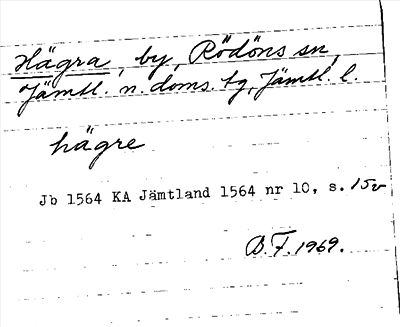 Hägra, by, Rödöns sn,
Jämtl. n. doms. tg, Jämtl. l.
hägre
Jb 1564 KA Jämtland 1564 nr 10, s. 15v
B.F. 1969.